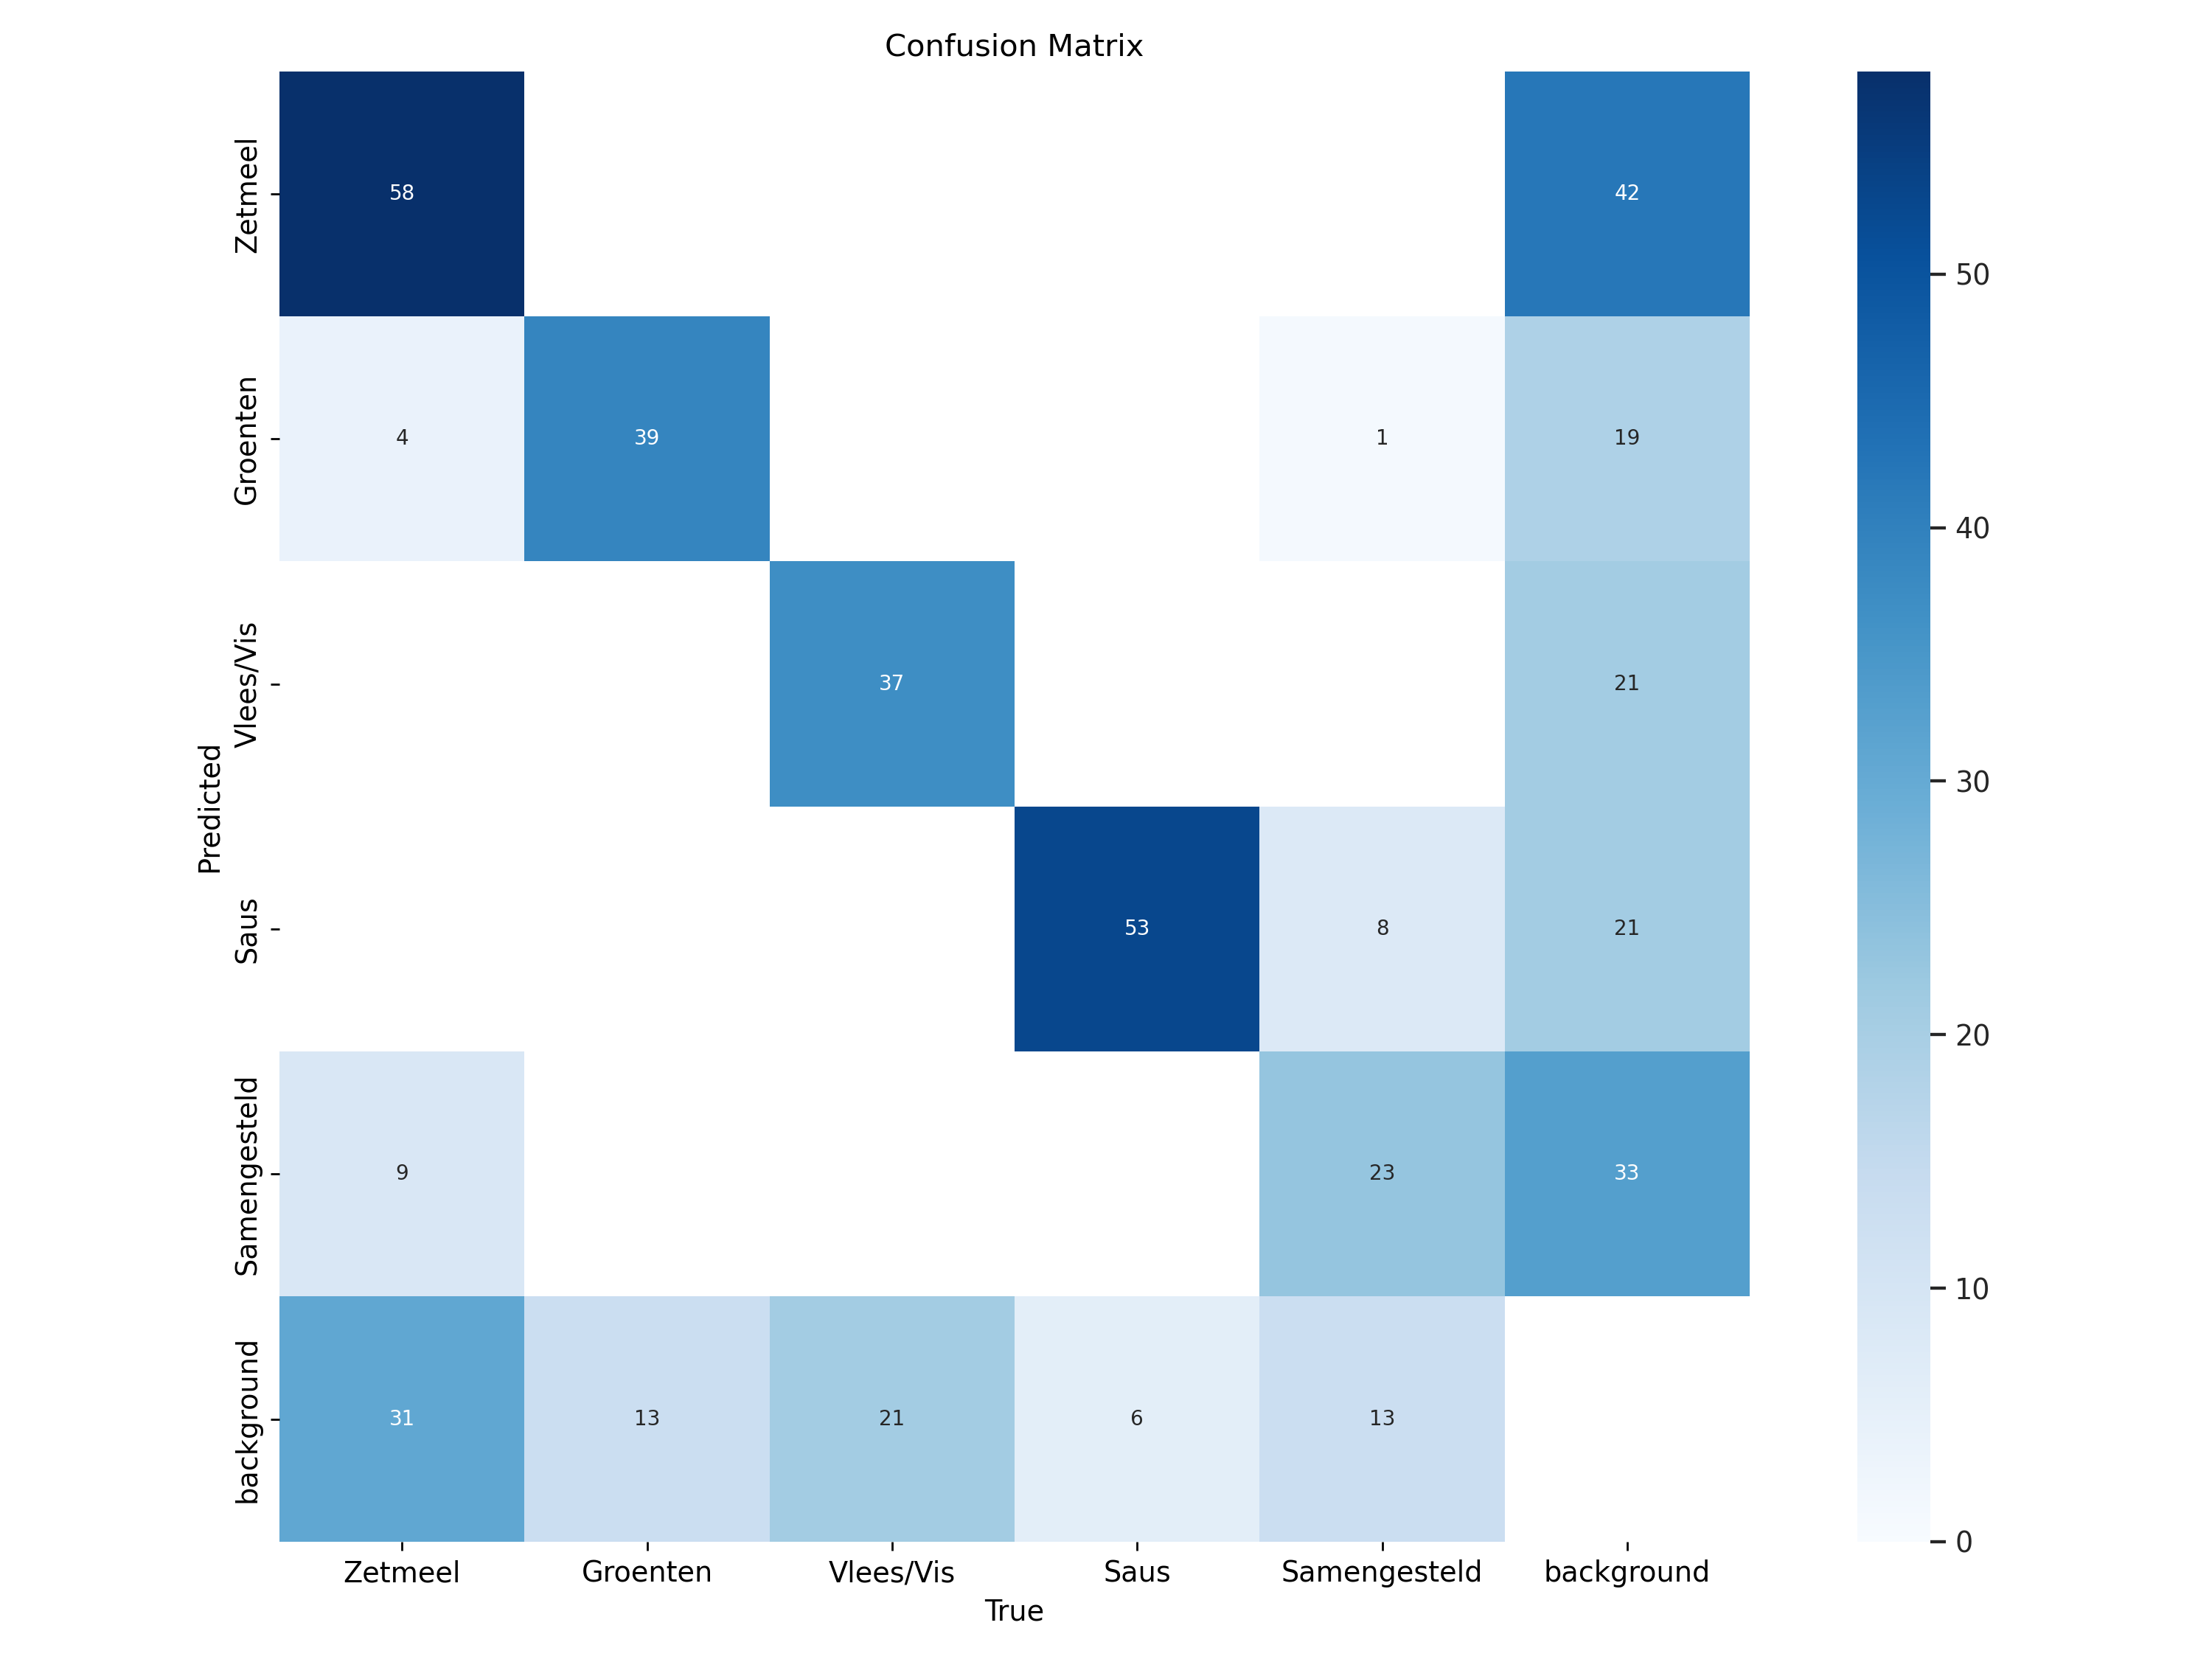 Confusion Matrix
Zetmeel
58
42
50
Groenten
4
39
1
19
40
Vlees/Vis
37
21
30
Predicted
Saus
53
8
21
20
Samengesteld
9
23
33
10
background
31
13
21
6
13
0
Zetmeel
Groenten
Vlees/Vis
Saus
Samengesteld
background
True